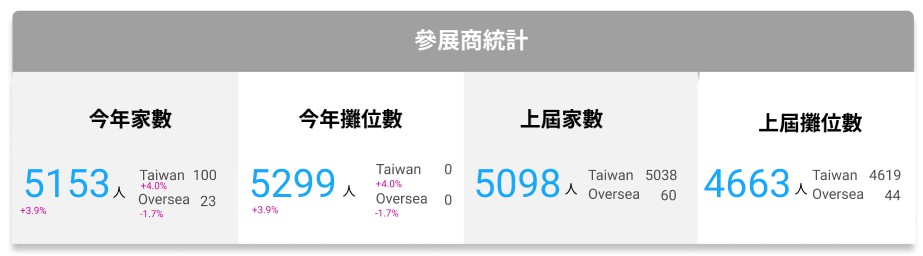 參展商統計
今年家數
5153 人
+3.9%
Taiwan 100
+4.0%
Oversea 23
-1.7%
今年攤位數
5299 人
+3.9%
Taiwan 0
+4.0%
Oversea 0
-1.7%
上屆家數
5098 人
Taiwan 5038
Oversea 60
上屆攤位數
4663 人
Taiwan 4619
Oversea 44